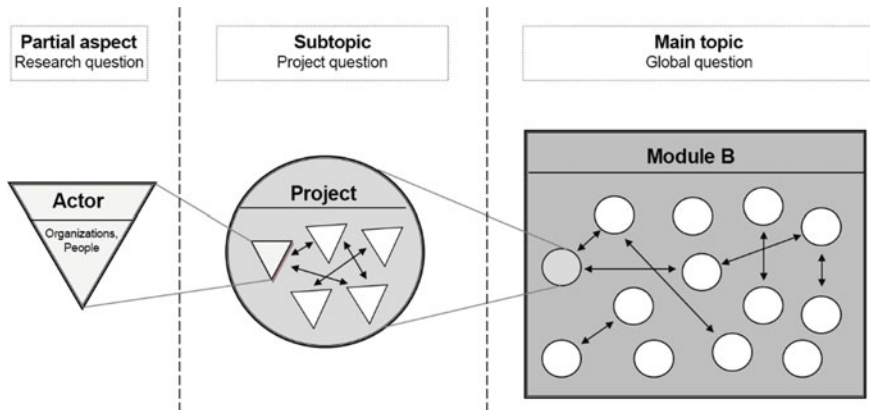 Partial aspect
Research question
Subtopic
Project question
Main topic
Global question
Actor
Organizations,
People
Project
Module B